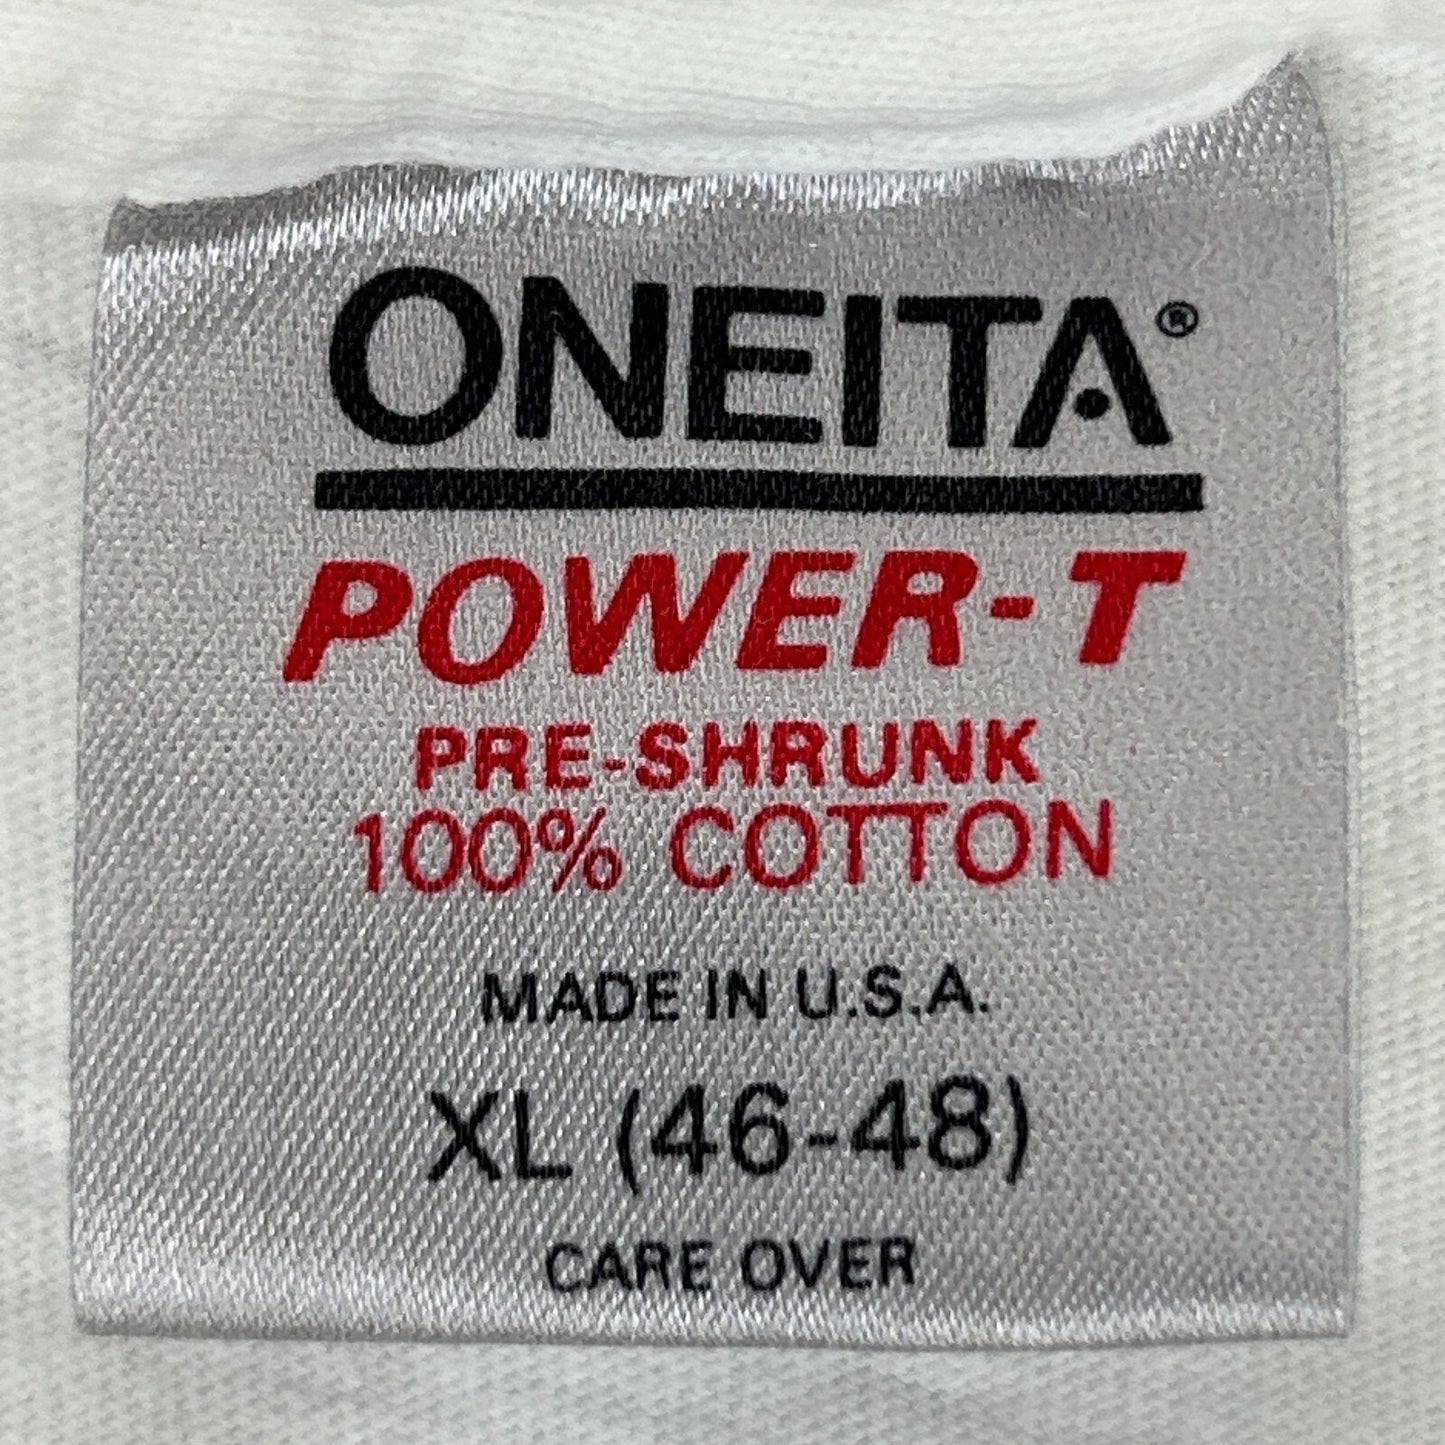 ONEITA®
POWER-T
PRE-SHRUNK
100% COTTON
MADE IN U.S.A.
XL (46-48)
CARE OVER